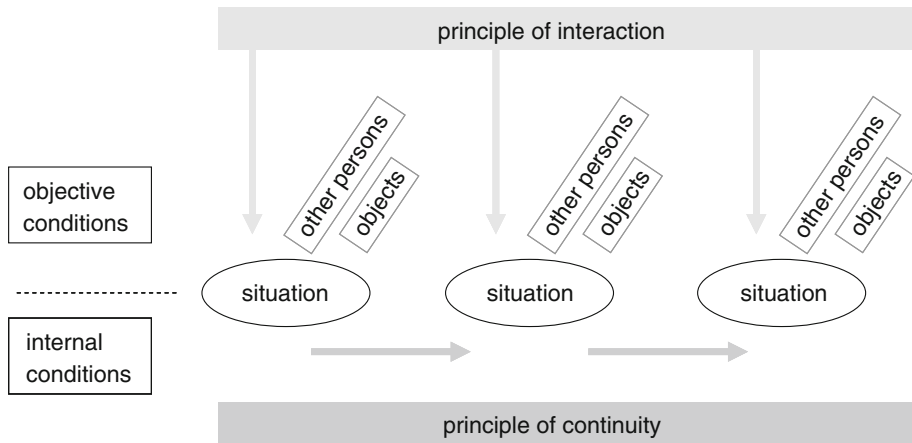 principle of interaction
other persons
objects
other persons
objects
other persons
objects
objective
conditions
situation
situation
situation
internal
conditions
principle of continuity